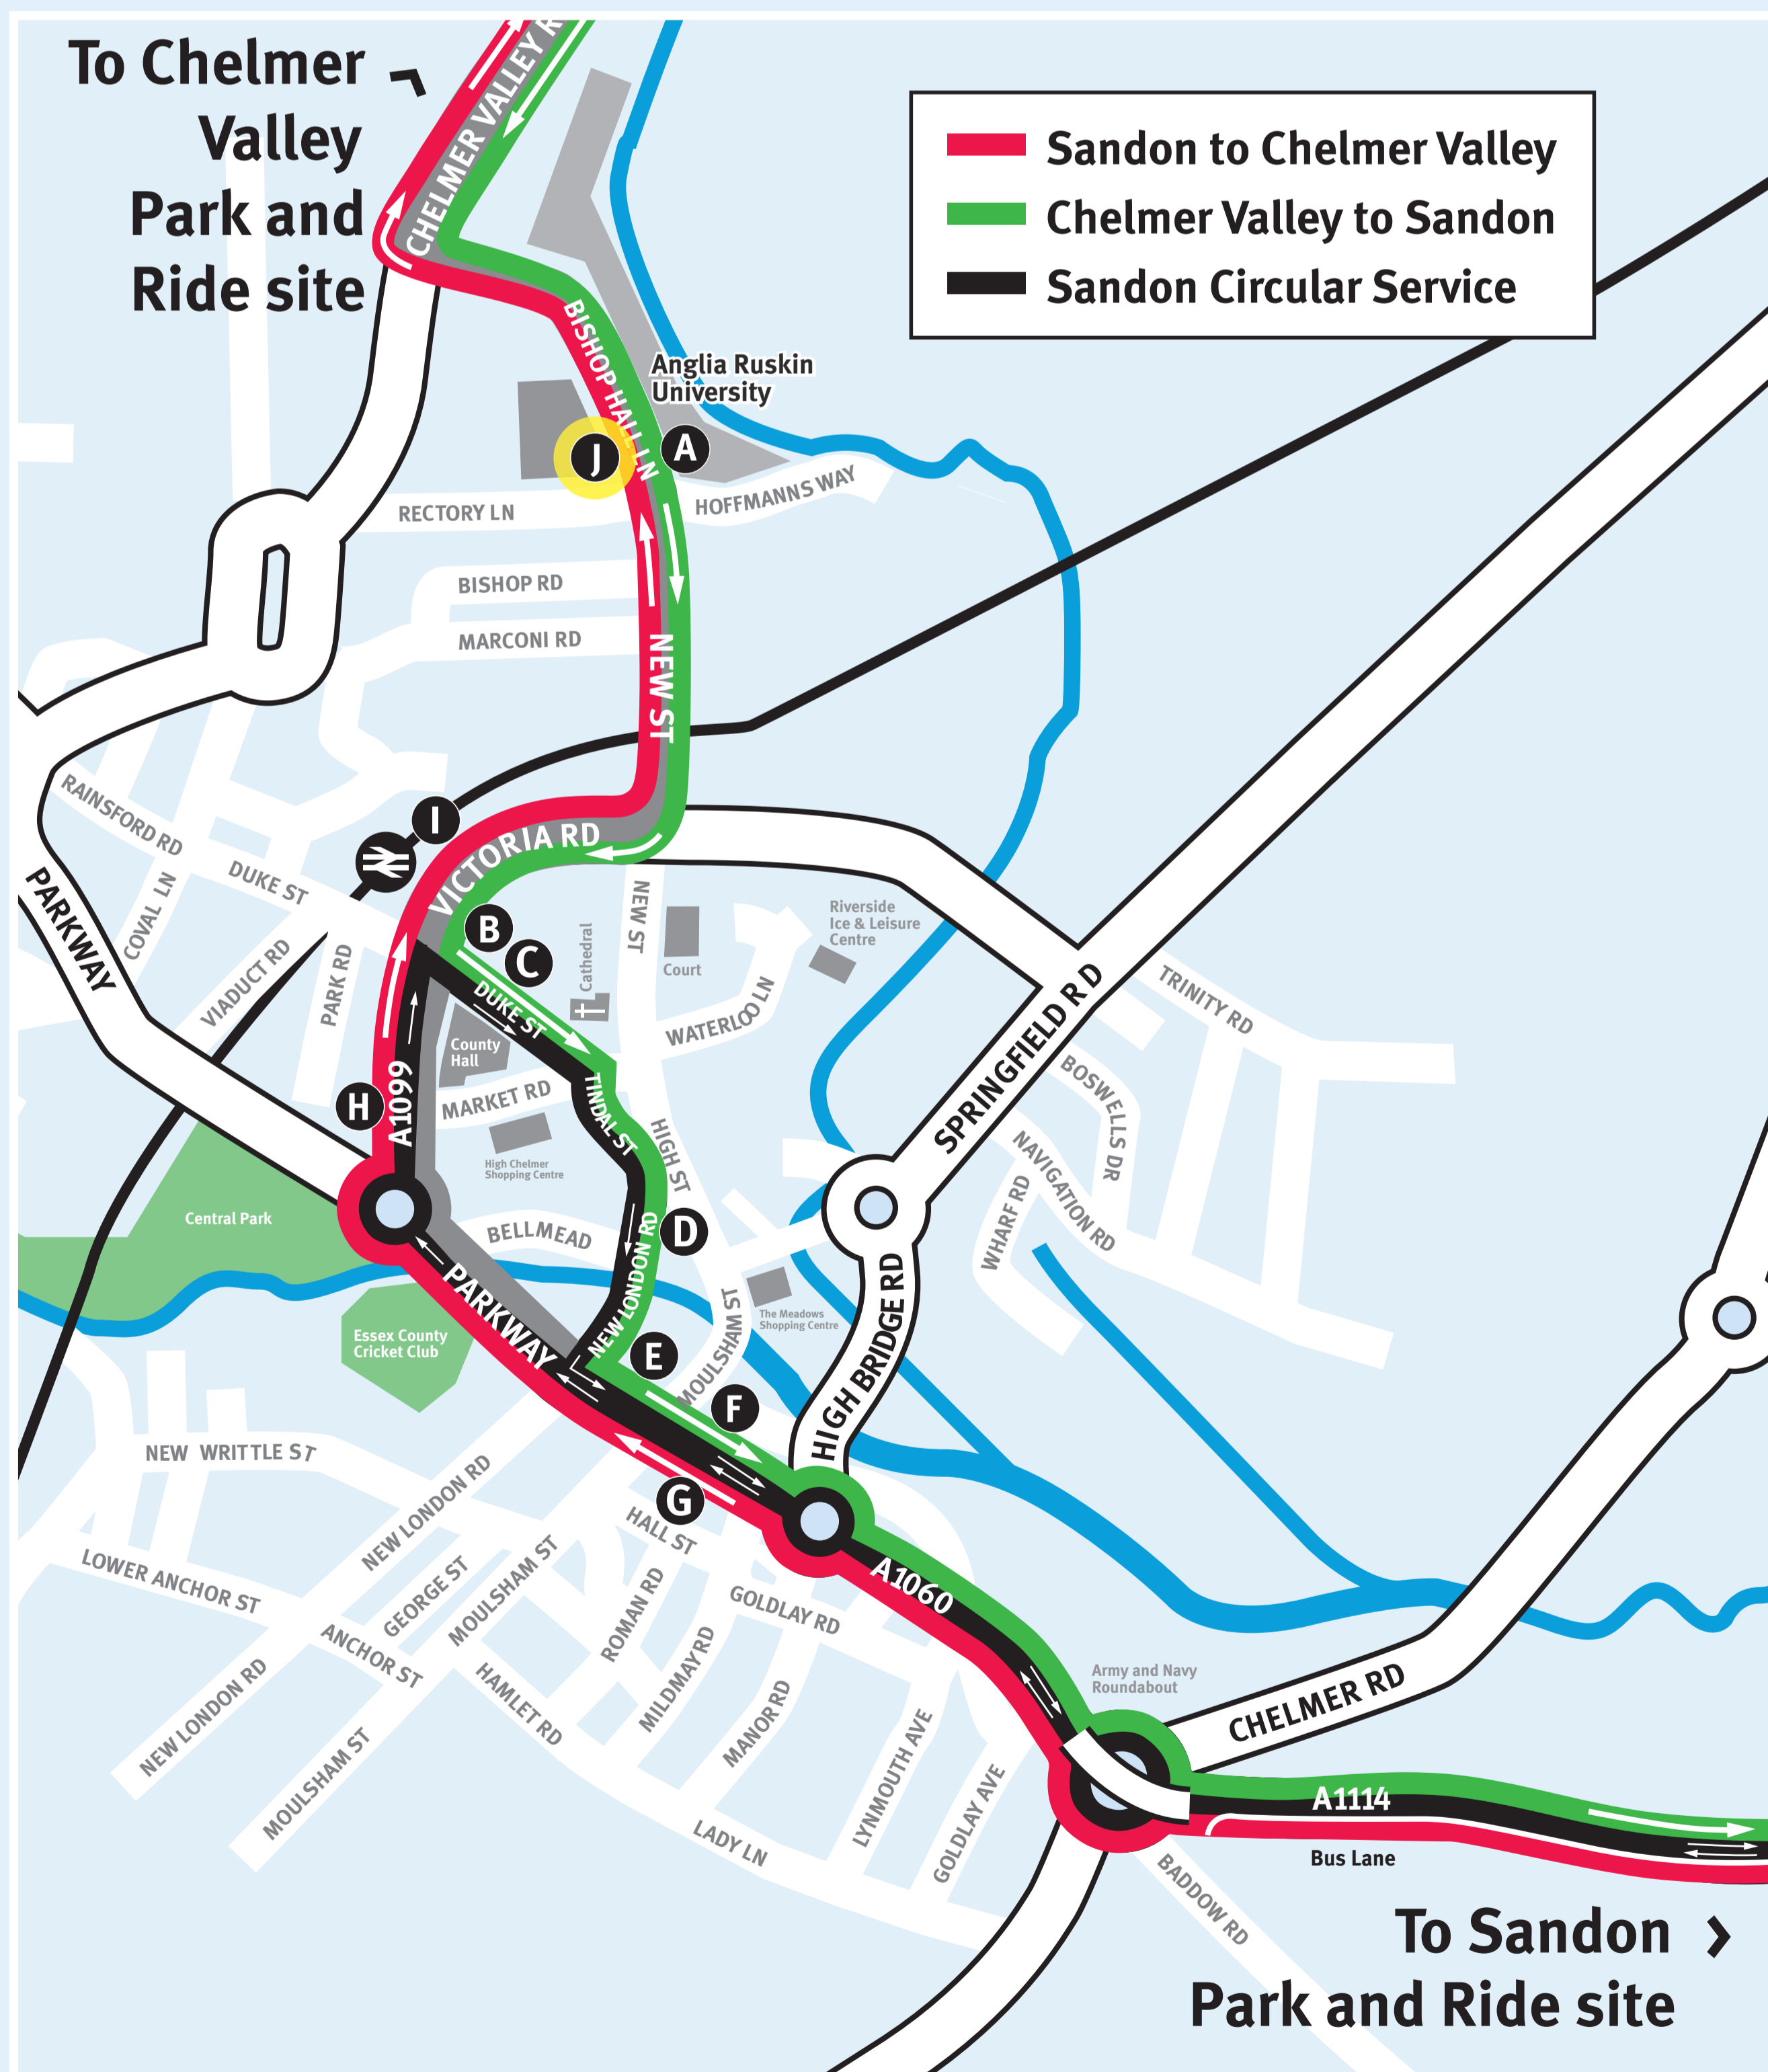 To Chelmer
Valley
Park and
Ride site
CHELMER VALLEY R
Sandon to Chelmer Valley
Chelmer Valley to Sandon
Sandon Circular Service
BISHOP HALL LN
Anglia Ruskin
University
J
A
HOFFMANNS WAY
RECTORY LN
BISHOP RD
MARCONI RD
NEW ST
RAINSFORD RD
I
VICTORIA RD
DUKE ST
COVAL LN
PARKWAY
VIADUCT RD
PARK RD
B
C
Cathedral
NEW ST
Court
Riverside
Ice & Leisure
Centre
WATERLOO LN
DUKE ST
County
Hall
MARKET RD
H
A1099
TINDAL ST
HIGH ST
High Chelmer
Shopping Centre
SPRINGFIELD RD
TRINITY RD
BOSWELLS DR
NAVIGATION RD
WHARF RD
Central Park
BELLMEAD
D
NEW LONDON RD
PARKWAY
Essex County
Cricket Club
The Meadows
Shopping Centre
MOULSHAM ST
HIGH BRIDGE RD
E
F
G
NEW WRITTLE ST
NEW LONDON RD
HALL ST
LOWER ANCHOR ST
GEORGE ST
MOULSHAM ST
ROMAN RD
GOLDLAY RD
A1060
ANCHOR ST
NEW LONDON RD
HAMLET RD
MILDMAY RD
MANOR RD
MOULSHAM ST
LADY LN
LYNMOUTH AVE
GOLDLAY AVE
Army and Navy
Roundabout
CHELMER RD
A1114
Bus Lane
BADDOW RD
To Sandon
Park and Ride site